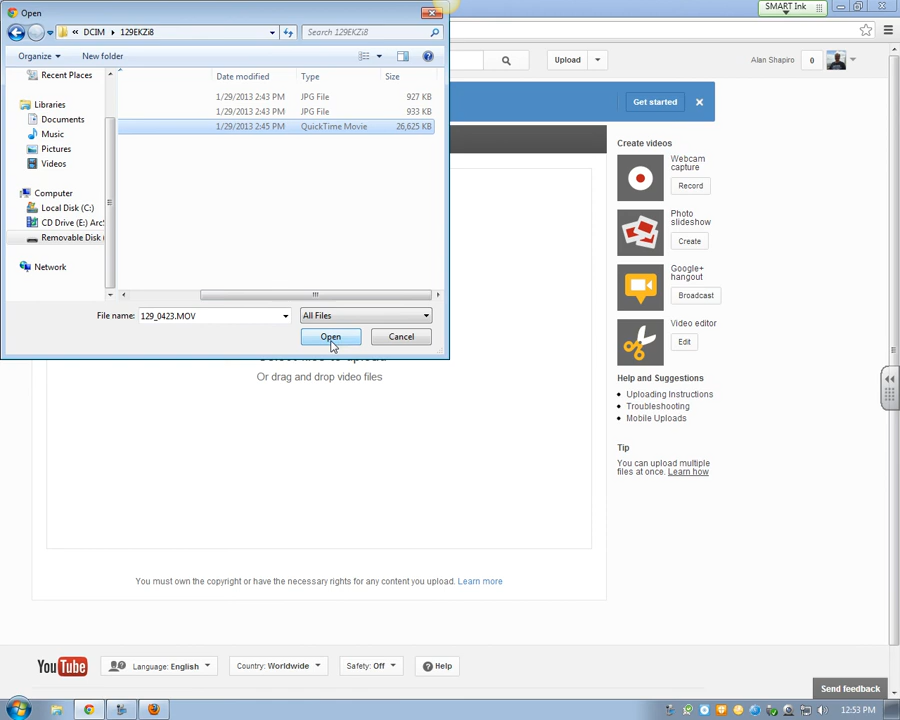 Open
SMART Ink
« DCIM 129EKZi8
Search 129EKZi8
Organize New folder
Recent Places
Date modified Type Size
1/29/2013 2:43 PM JPG File 927 KB
Libraries
1/29/2013 2:43 PM JPG File 933 KB
Documents
1/29/2013 2:45 PM QuickTime Movie 26,625 KB
Music
Pictures
Videos
Computer
Local Disk (C:)
CD Drive (E:)
Removable Disk
Network
File name: 129_0423.MOV All Files
Open Cancel
Upload
Alan Shapiro 0
Get started
Create videos
Webcam
capture
Record
Photo
slideshow
Create
Google+
hangout
Broadcast
Video editor
Edit
Help and Suggestions
Uploading Instructions
Troubleshooting
Mobile Uploads
Tip
You can upload multiple
files at once. Learn how
Or drag and drop video files
You must own the copyright or have the necessary rights for any content you upload. Learn more
YouTube Language: English Country: Worldwide Safety: Off Help
Send feedback
12:53 PM